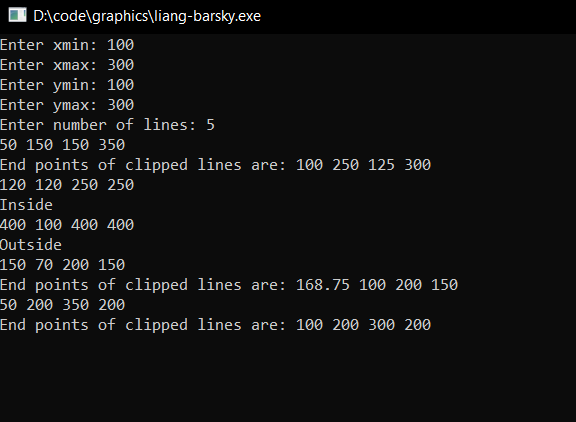 D:\code\graphics\liang-barsky.exe
Enter xmin: 100
Enter xmax: 300
Enter ymin: 100
Enter ymax: 300
Enter number of lines: 5
50 150 150 350
End points of clipped lines are: 100 250 125 300
120 120 250 250
Inside
400 100 400 400
Outside
150 70 200 150
End points of clipped lines are: 168.75 100 200 150
50 200 350 200
End points of clipped lines are: 100 200 300 200